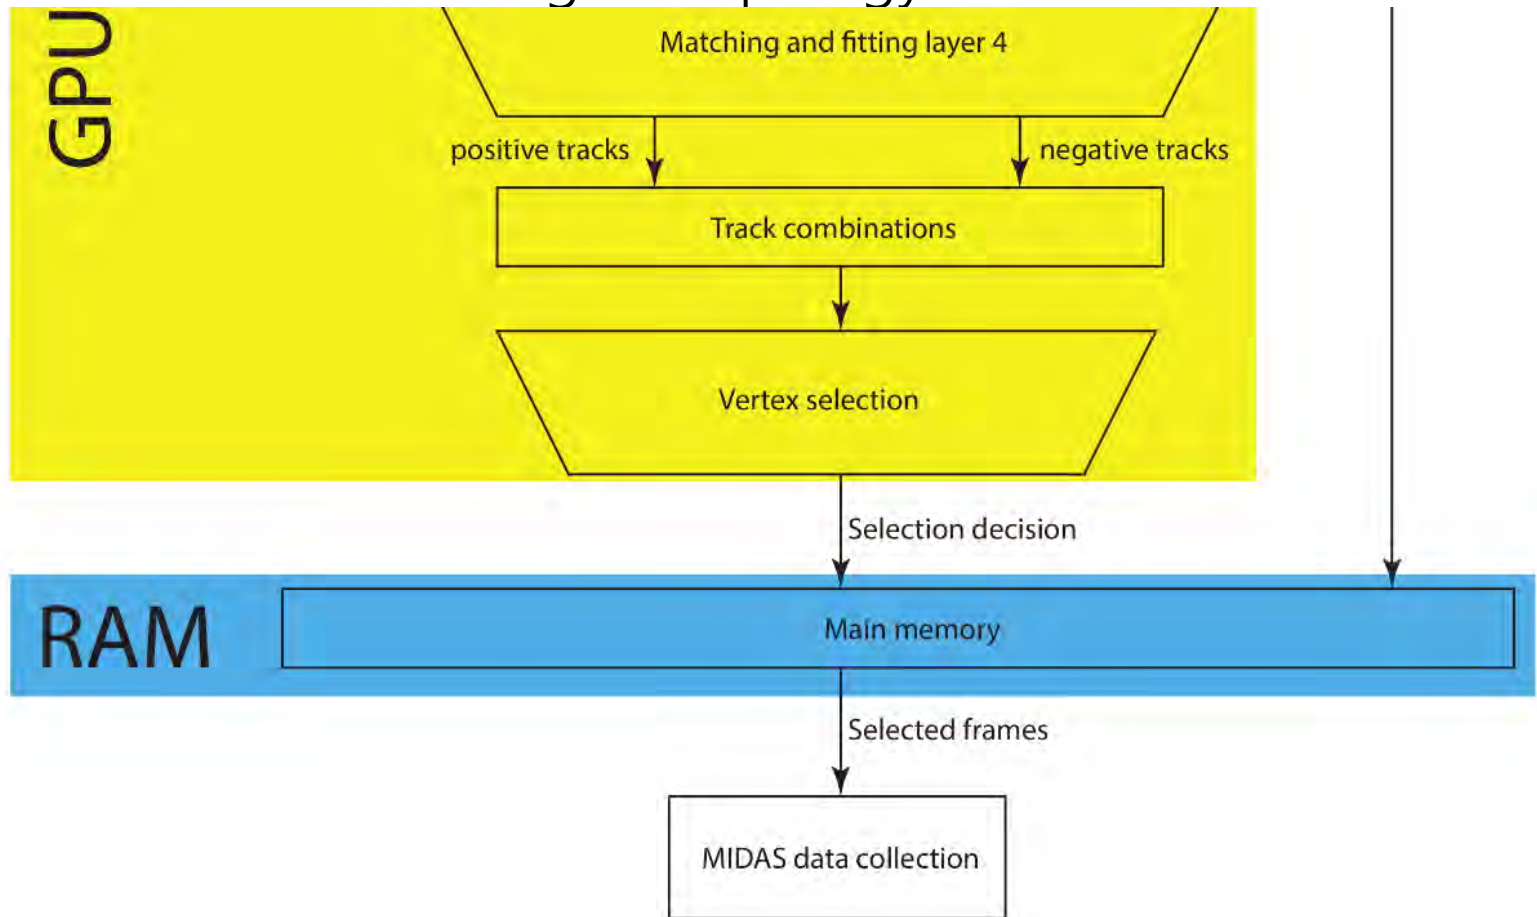 GPU
Matching and fitting layer 4
positive tracks
negative tracks
Track combinations
Vertex selection
Selection decision
RAM
Main memory
Selected frames
MIDAS data collection